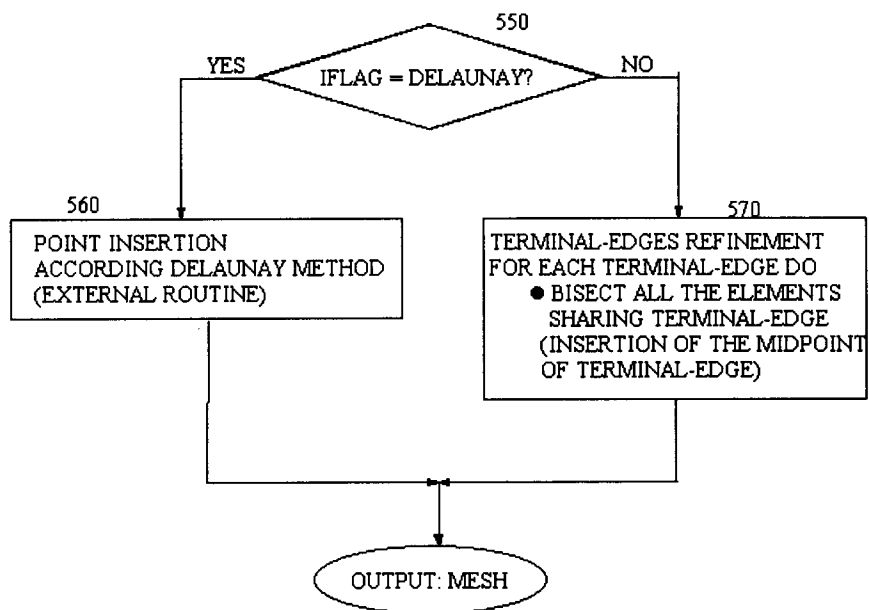 550
YES
IFLAG = DELAUNAY?
NO
560
POINT INSERTION
ACCORDING DELAUNAY METHOD
(EXTERNAL ROUTINE)
570
TERMINAL-EDGES REFINEMENT
FOR EACH TERMINAL-EDGE DO
● BISECT ALL THE ELEMENTS
SHARING TERMINAL-EDGE
(INSERTION OF THE MIDPOINT
OF TERMINAL-EDGE)
OUTPUT: MESH